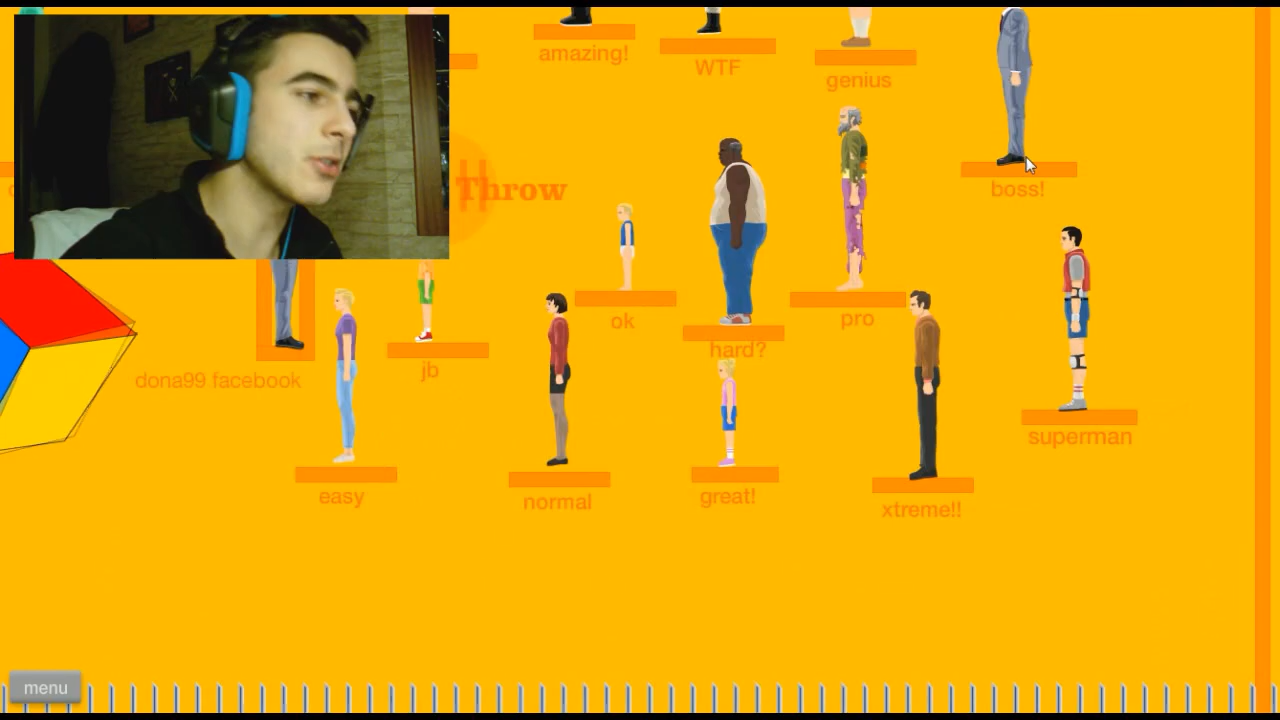 amazing!
WTF
genius
Throw
boss!
ok
pro
hard?
jb
dona99 facebook
superman
easy
normal
great!
xtreme!!
menu